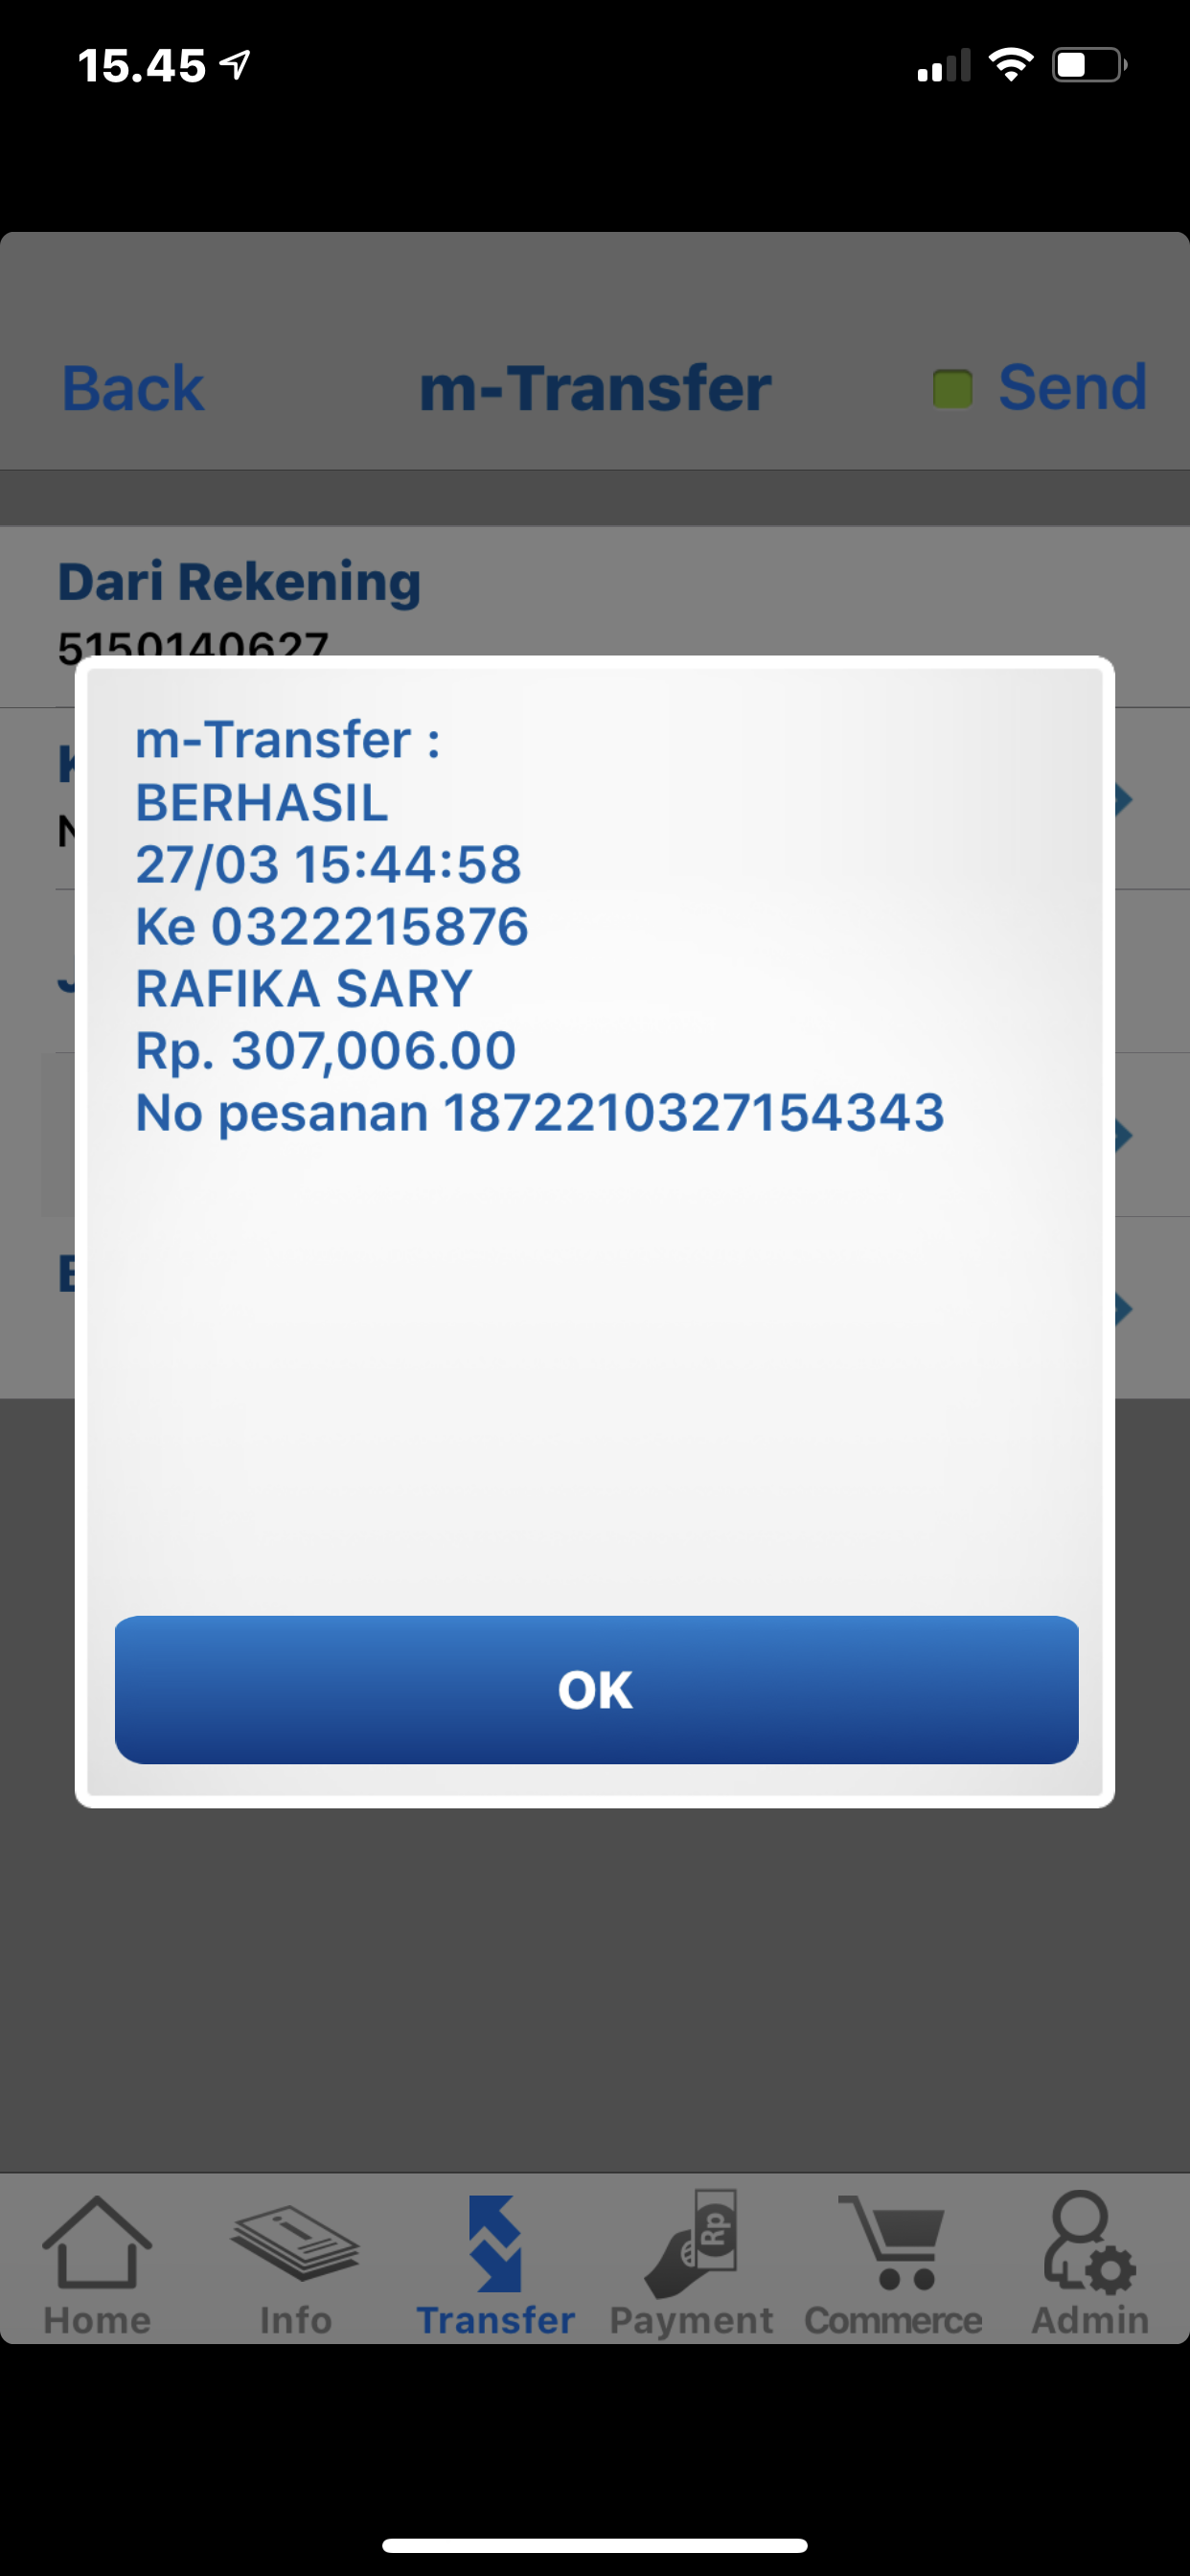 15.45
Back m-Transfer Send
Dari Rekening
5150140627
m-Transfer :
BERHASIL
27/03 15:44:58
Ke 0322215876
RAFIKA SARY
Rp. 307,006.00
No pesanan 1872210327154343
OK
Rp
Home Info Transfer Payment Commerce Admin